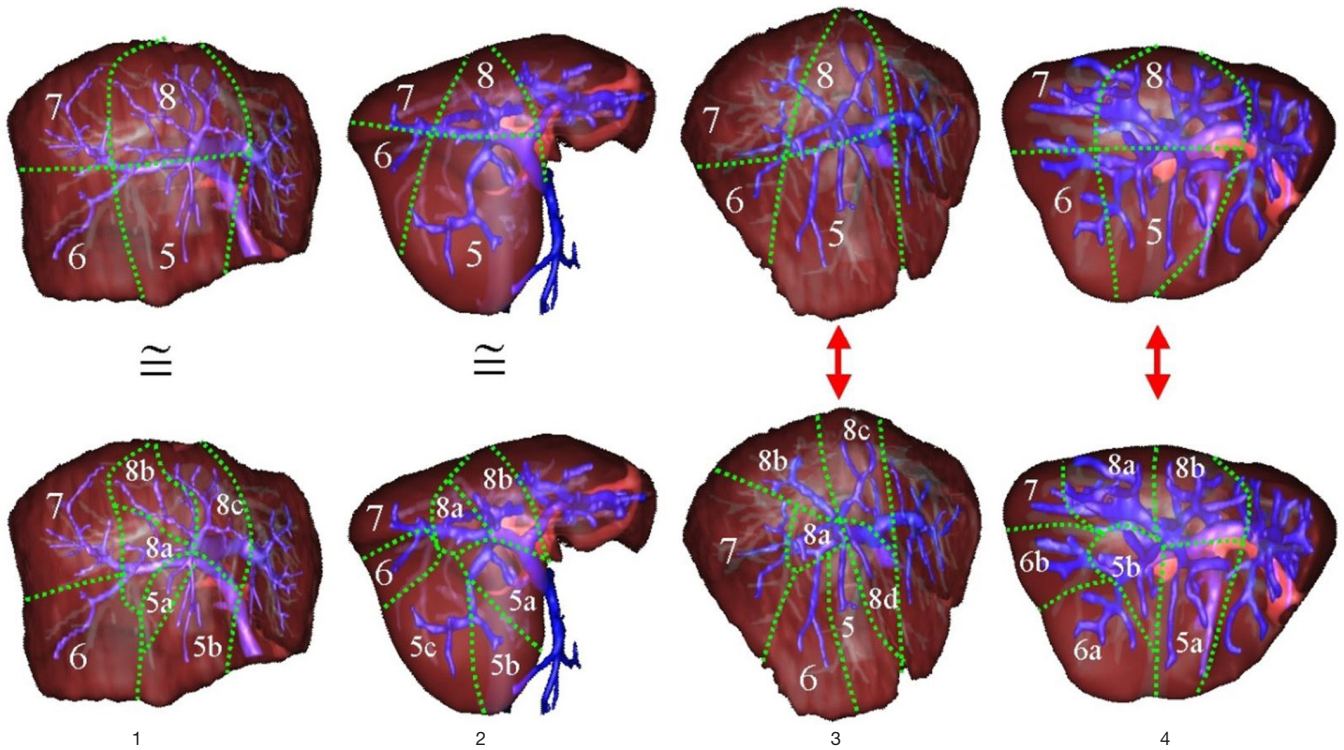 7 8 7 8 8 7 8
7
6 6
6 5 5 6 5 6 5
≅ ≅
8b 8c 8a 8b
7 8c 7 8a 8b 8b 7
8a 7 8a 6b 5b
5a 6 5a 8d
6 5b 5c 5b 5 6a 5a
6
1 2 3 4